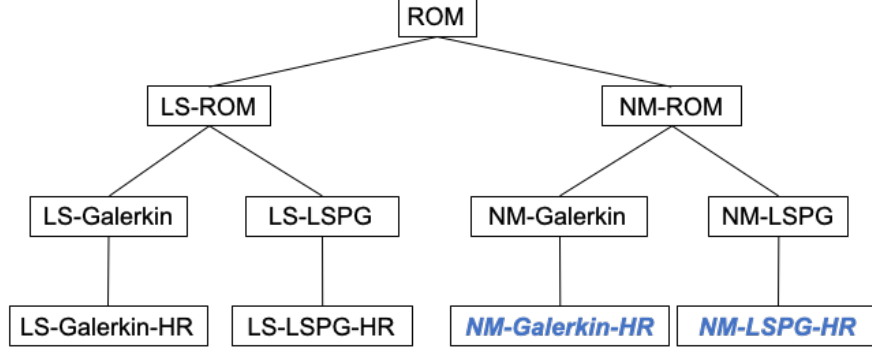 ROM
LS-ROM
NM-ROM
LS-Galerkin
LS-LSPG
NM-Galerkin
NM-LSPG
LS-Galerkin-HR
LS-LSPG-HR
NM-Galerkin-HR
NM-LSPG-HR